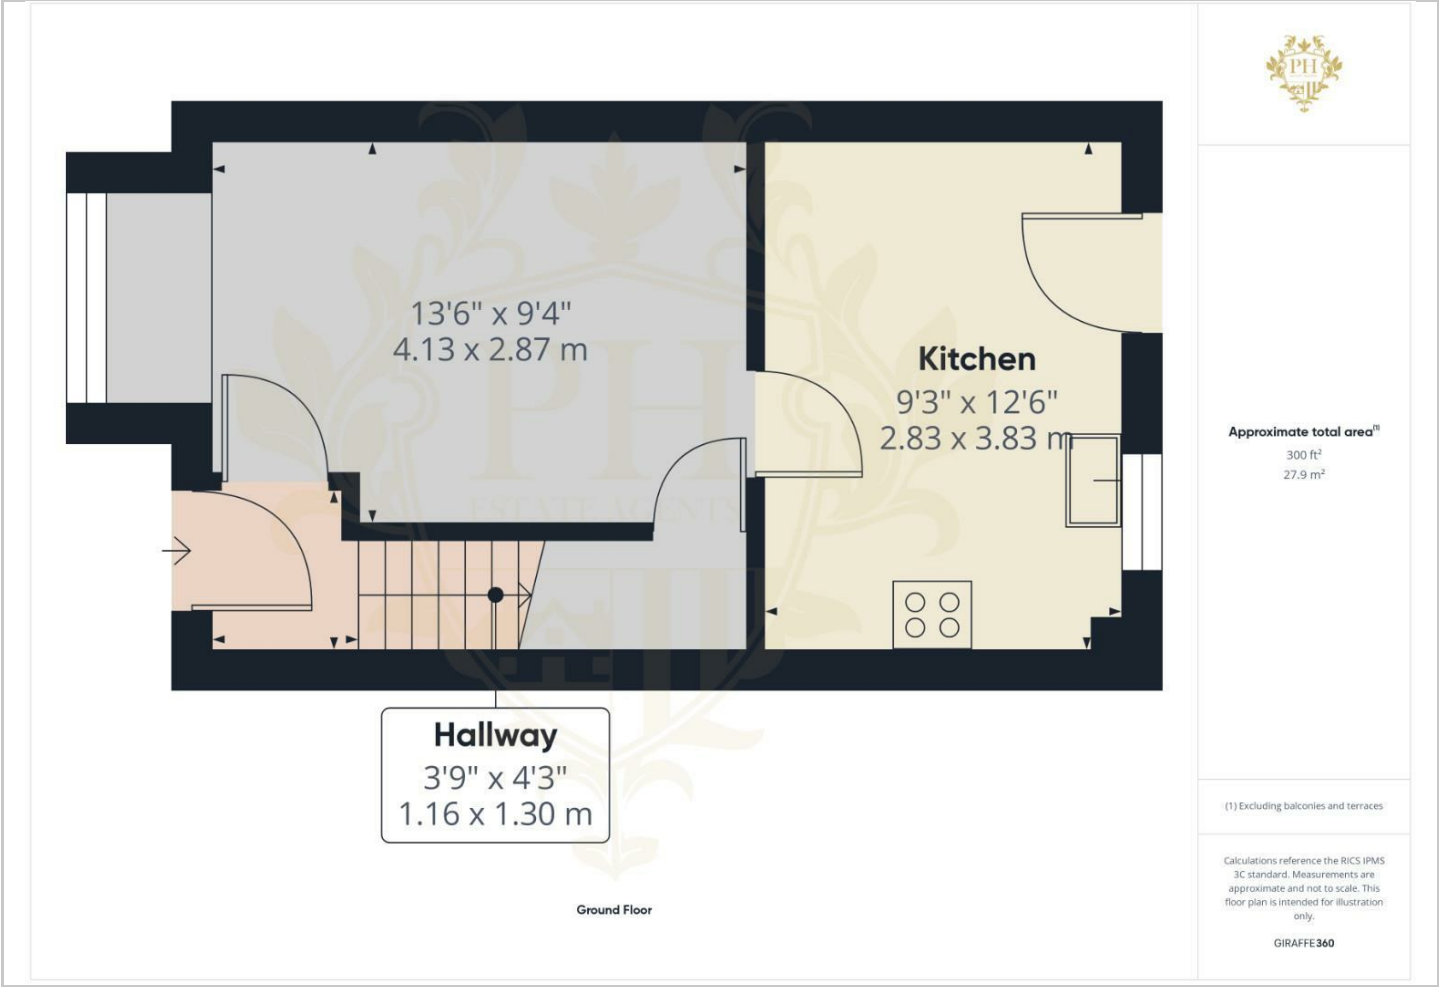 PH
13'6" x 9'4"
4.13 x 2.87 m
Kitchen
9'3" x 12'6"
2.83 x 3.83 m
PH
ESTATE AGENTS
Hallway
3'9" x 4'3"
1.16 x 1.30 m
Ground Floor
Approximate total area(1)
300 ft²
27.9 m²
(1) Excluding balconies and terraces
Calculations reference the RICS IPMS
3C standard. Measurements are
approximate and not to scale. This
floor plan is intended for illustration
only.
GIRAFFE360